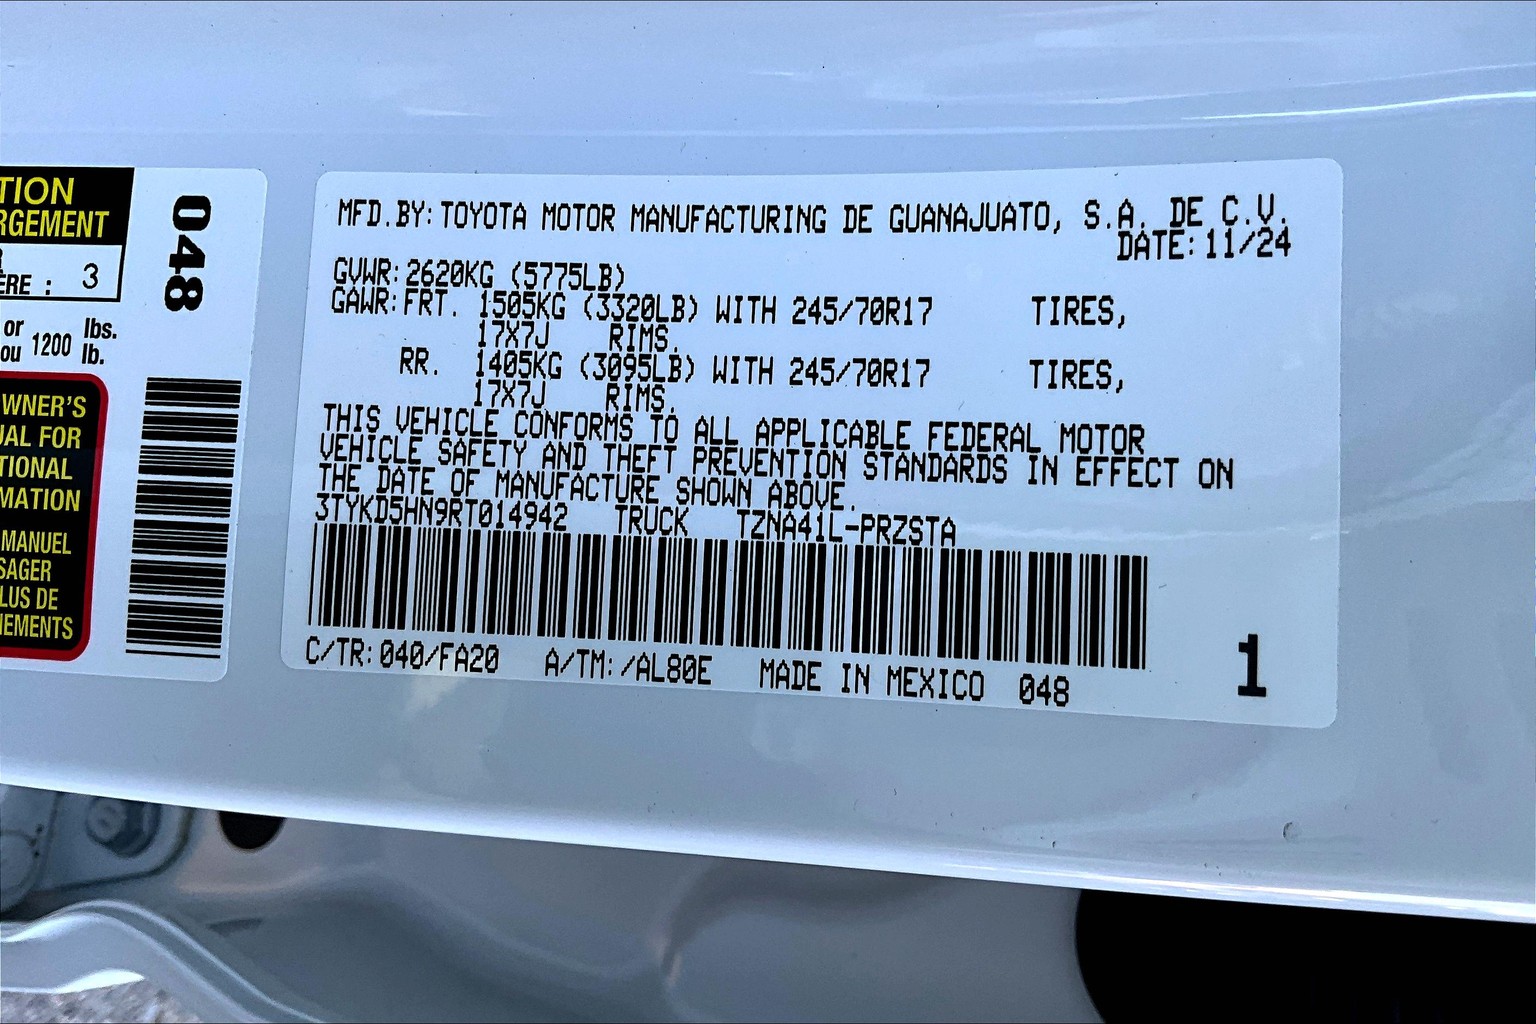 TION
RGEMENT
ÈRE : 3
or
ou 1200 lbs.
lb.
WNER'S
UAL FOR
TIONAL
MATION
MANUEL
SAGER
LUS DE
NEMENTS
048
MFD.BY:TOYOTA MOTOR MANUFACTURING DE GUANAJUATO, S.A. DE C.V.
DATE:11/24
GVWR:2620KG (5775LB)
GAWR:FRT. 1505KG (3320LB) WITH 245/70R17 TIRES,
17X7J RIMS,
RR. 1405KG (3095LB) WITH 245/70R17 TIRES,
17X7J RIMS,
THIS VEHICLE CONFORMS TO ALL APPLICABLE FEDERAL MOTOR
VEHICLE SAFETY AND THEFT PREVENTION STANDARDS IN EFFECT ON
THE DATE OF MANUFACTURE SHOWN ABOVE.
3TYKD5HN9RT014942 TRUCK TZNA41L-PRZSTA
C/TR:040/FA20 A/TM:/AL80E MADE IN MEXICO 048
1